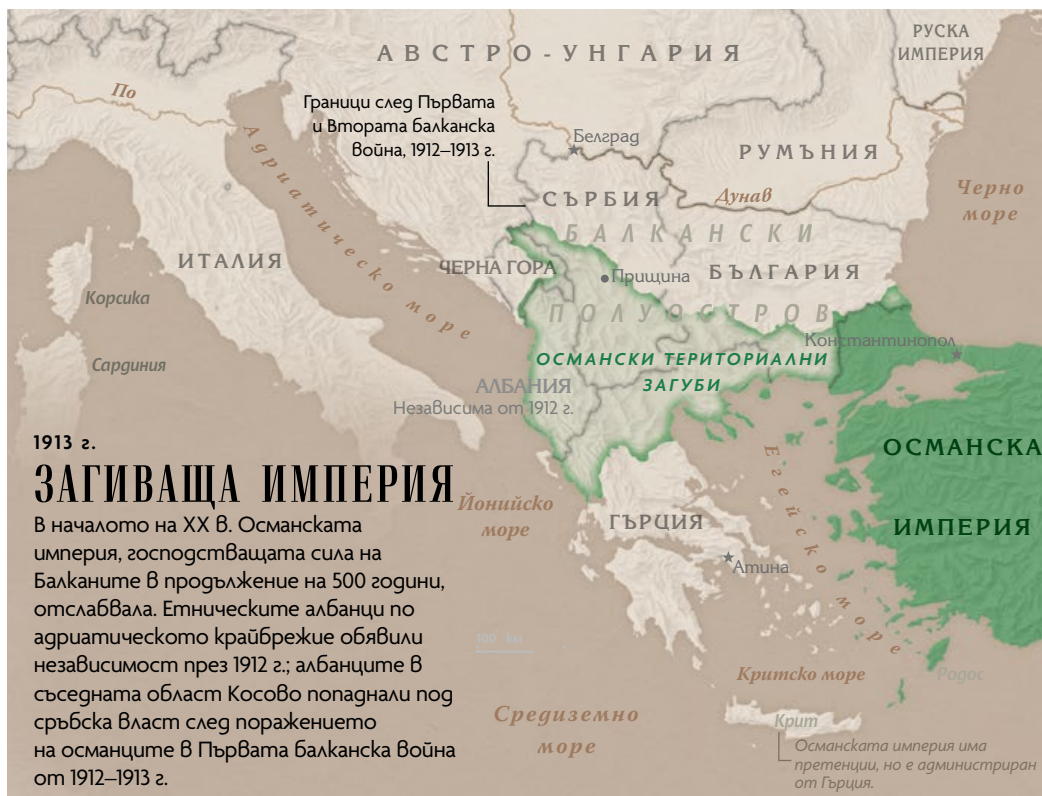 АВСТРО-УНГАРИЯ
РУСКА
ИМПЕРИЯ
По
Граници след Първата
и Втората балканска
война, 1912–1913 г.
Белград
РУМЪНИЯ
Адриатическо море
СЪРБИЯ
Дунав
Черно
море
БАЛКАНСКИ
ИТАЛИЯ
ЧЕРНА ГОРА
Прищина
БЪЛГАРИЯ
Корсика
ПОЛУОСТРОВ
Константинопол
Сардиния
ОСМАНСКИ ТЕРИТОРИАЛНИ
ЗАГУБИ
АЛБАНИЯ
Независима от 1912 г.
1913 г.
ЗАГИВАЩА ИМПЕРИЯ
В началото на XX в. Османската
империя, господстващата сила на
Балканите в продължение на 500 години,
отслабвала. Етническите албанци по
адриатическото крайбрежие обявили
независимост през 1912 г.; албанците в
съседната област Косово попаднали под
сръбска власт след поражението
на османците в Първата балканска война
от 1912–1913 г.
ОСМАНСКА
ИМПЕРИЯ
Йонийско
море
Егейско море
ГЪРЦИЯ
Атина
100 км
Критско море
Родос
Средиземно
море
Крит
Османската империя има
претенции, но е администриран
от Гърция.